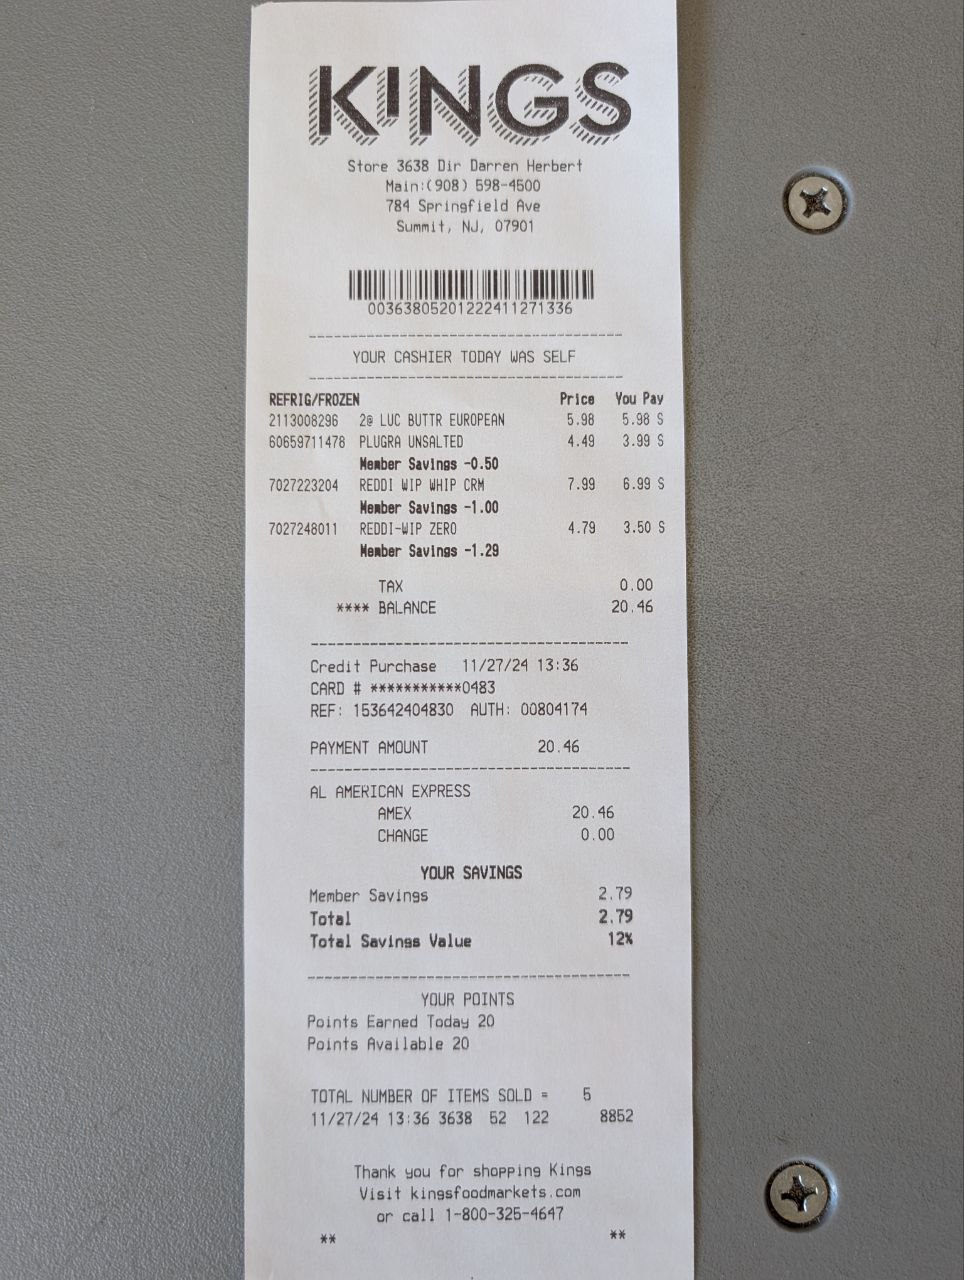 KINGS
Store 3638 Dir Darren Herbert
Main:(908) 598-4500
784 Springfield Ave
Summit, NJ, 07901
00363805201222411271336
YOUR CASHIER TODAY WAS SELF
REFRIG/FROZEN Price You Pay
2113008296 2@ LUC BUTTR EUROPEAN 5.98 5.98 S
60659711478 PLUGRA UNSALTED 4.49 3.99 S
Member Savings -0.50
7027223204 REDDI WIP WHIP CRM 7.99 6.99 S
Member Savings -1.00
7027248011 REDDI-WIP ZERO 4.79 3.50 S
Member Savings -1.29
TAX 0.00
**** BALANCE 20.46
Credit Purchase 11/27/24 13:36
CARD # ***********0483
REF: 153642404830 AUTH: 00804174
PAYMENT AMOUNT 20.46
AL AMERICAN EXPRESS
AMEX 20.46
CHANGE 0.00
YOUR SAVINGS
Member Savings 2.79
Total 2.79
Total Savings Value 12%
YOUR POINTS
Points Earned Today 20
Points Available 20
TOTAL NUMBER OF ITEMS SOLD = 5
11/27/24 13:36 3638 52 122 8852
Thank you for shopping Kings
Visit kingsfoodmarkets.com
or call 1-800-325-4647
** **